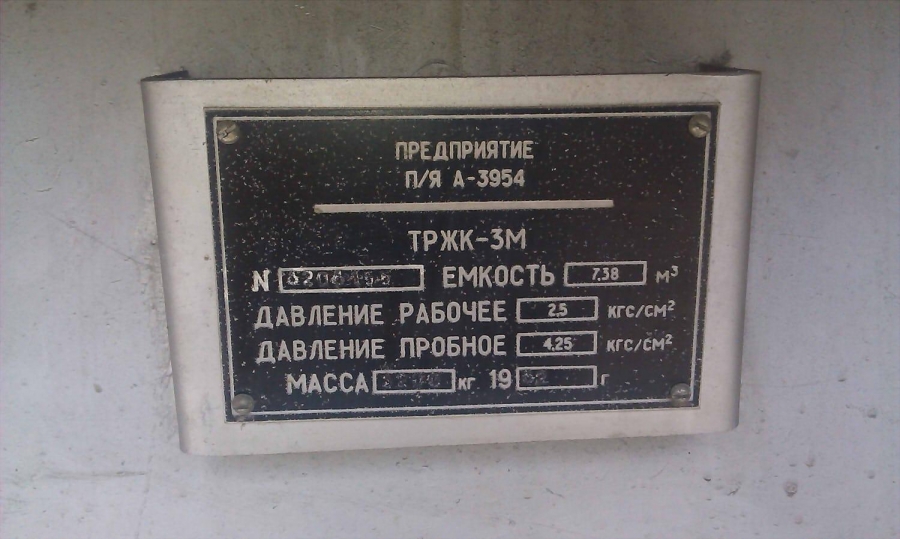 ПРЕДПРИЯТИЕ
П/Я А-3954
ТРЖК-3М
N ЕМКОСТЬ 7,38 м³
ДАВЛЕНИЕ РАБОЧЕЕ 2,5 кгс/см²
ДАВЛЕНИЕ ПРОБНОЕ 4,25 кгс/см²
МАССА кг 19 г